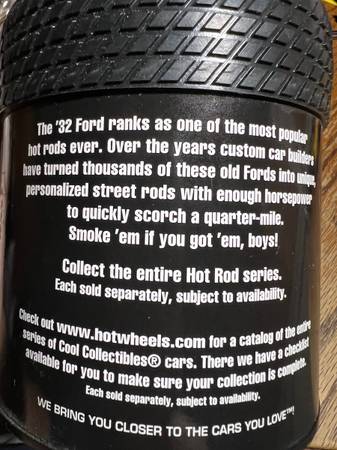 The '32 Ford ranks as one of the most popular
hot rods ever. Over the years custom car builders
have turned thousands of these old Fords into unique,
personalized street rods with enough horsepower
to quickly scorch a quarter-mile.
Smoke 'em if you got 'em, boys!
Collect the entire Hot Rod series.
Each sold separately, subject to availability.
Check out www.hotwheels.com for a catalog of the entire
series of Cool Collectibles® cars. There we have a checklist
available for you to make sure your collection is complete.
Each sold separately, subject to availability.
WE BRING YOU CLOSER TO THE CARS YOU LOVE™!